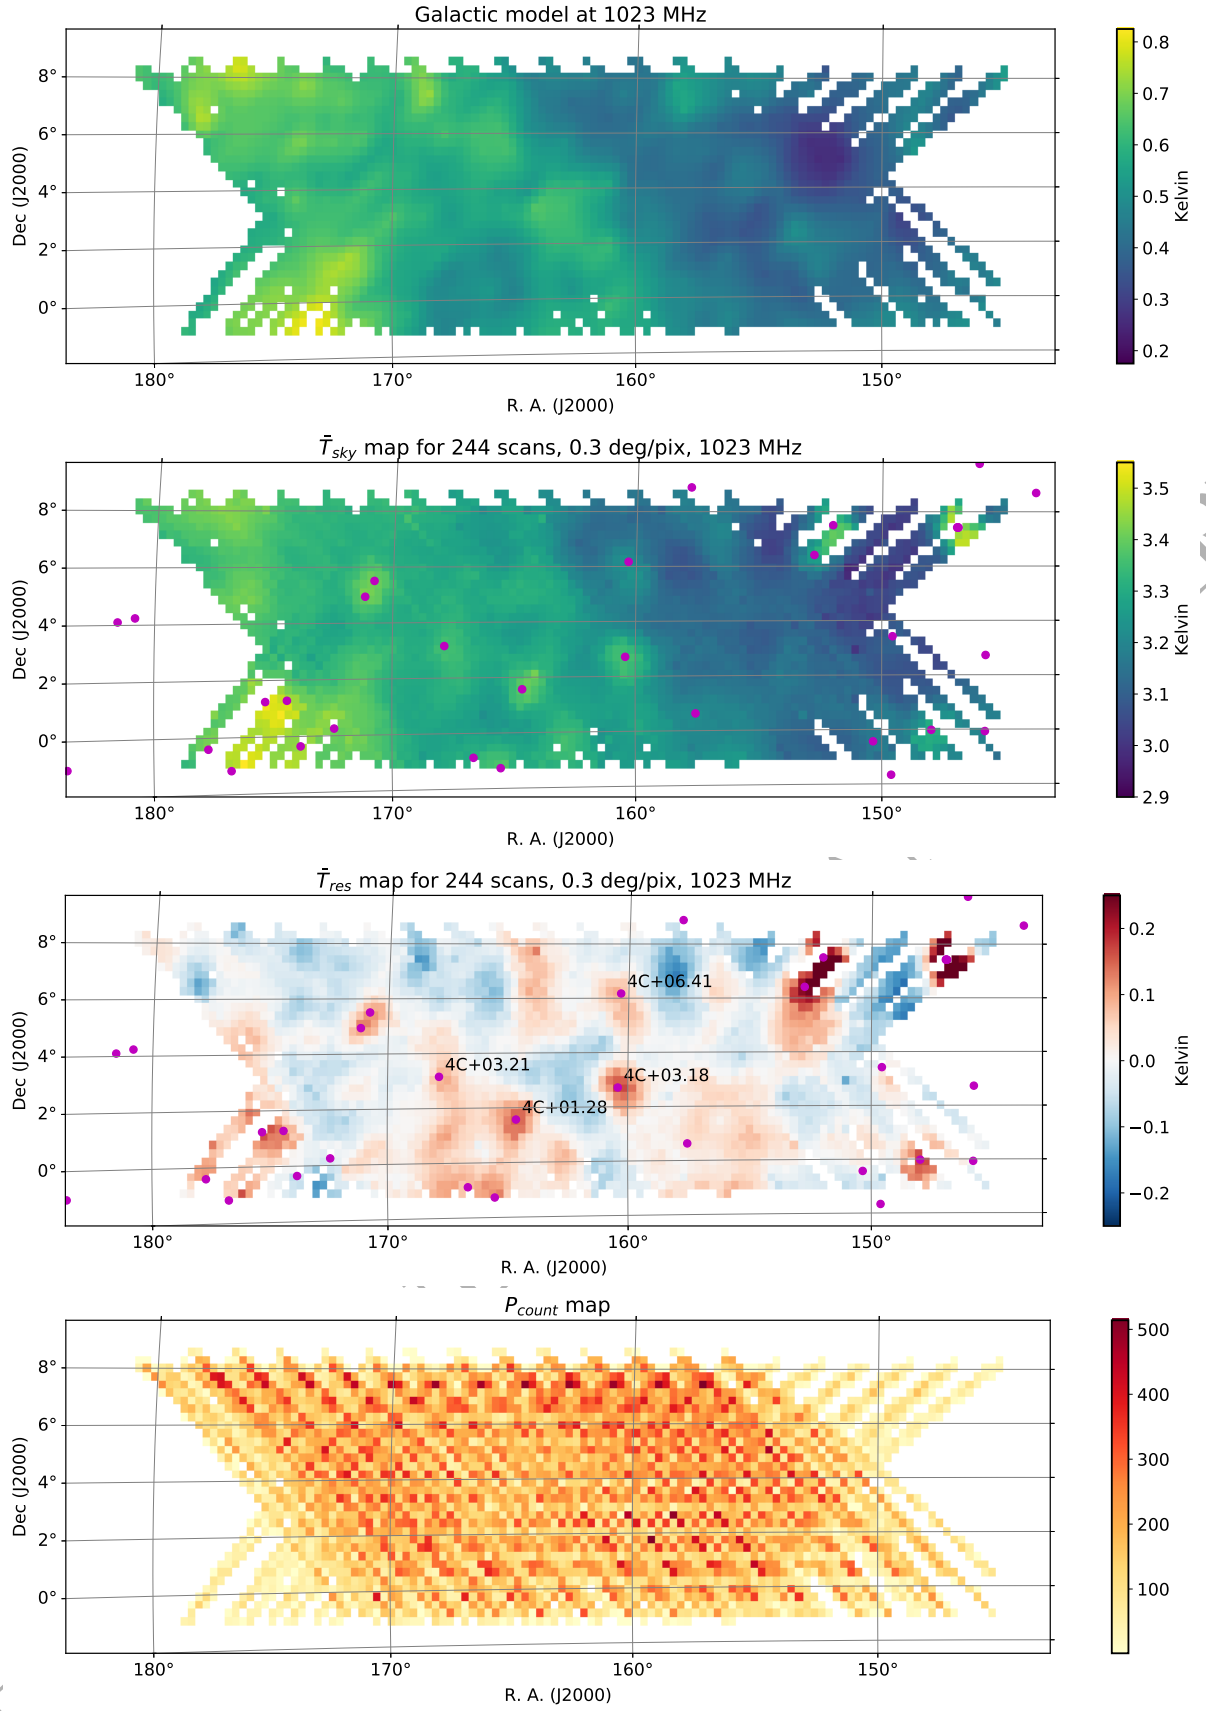 Galactic model at 1023 MHz
8°
6°
4°
2°
0°
Dec (J2000)
180° 170° 160° 150°
R. A. (J2000)
0.8
0.7
0.6
0.5
0.4
0.3
0.2
Kelvin
T̄sky map for 244 scans, 0.3 deg/pix, 1023 MHz
8°
6°
4°
2°
0°
Dec (J2000)
180° 170° 160° 150°
R. A. (J2000)
3.5
3.4
3.3
3.2
3.1
3.0
2.9
Kelvin
T̄res map for 244 scans, 0.3 deg/pix, 1023 MHz
8°
6°
4°
2°
0°
Dec (J2000)
4C+06.41
4C+03.21
4C+03.18
4C+01.28
180° 170° 160° 150°
R. A. (J2000)
0.2
0.1
0.0
−0.1
−0.2
Kelvin
Pcount map
8°
6°
4°
2°
0°
Dec (J2000)
180° 170° 160° 150°
R. A. (J2000)
500
400
300
200
100